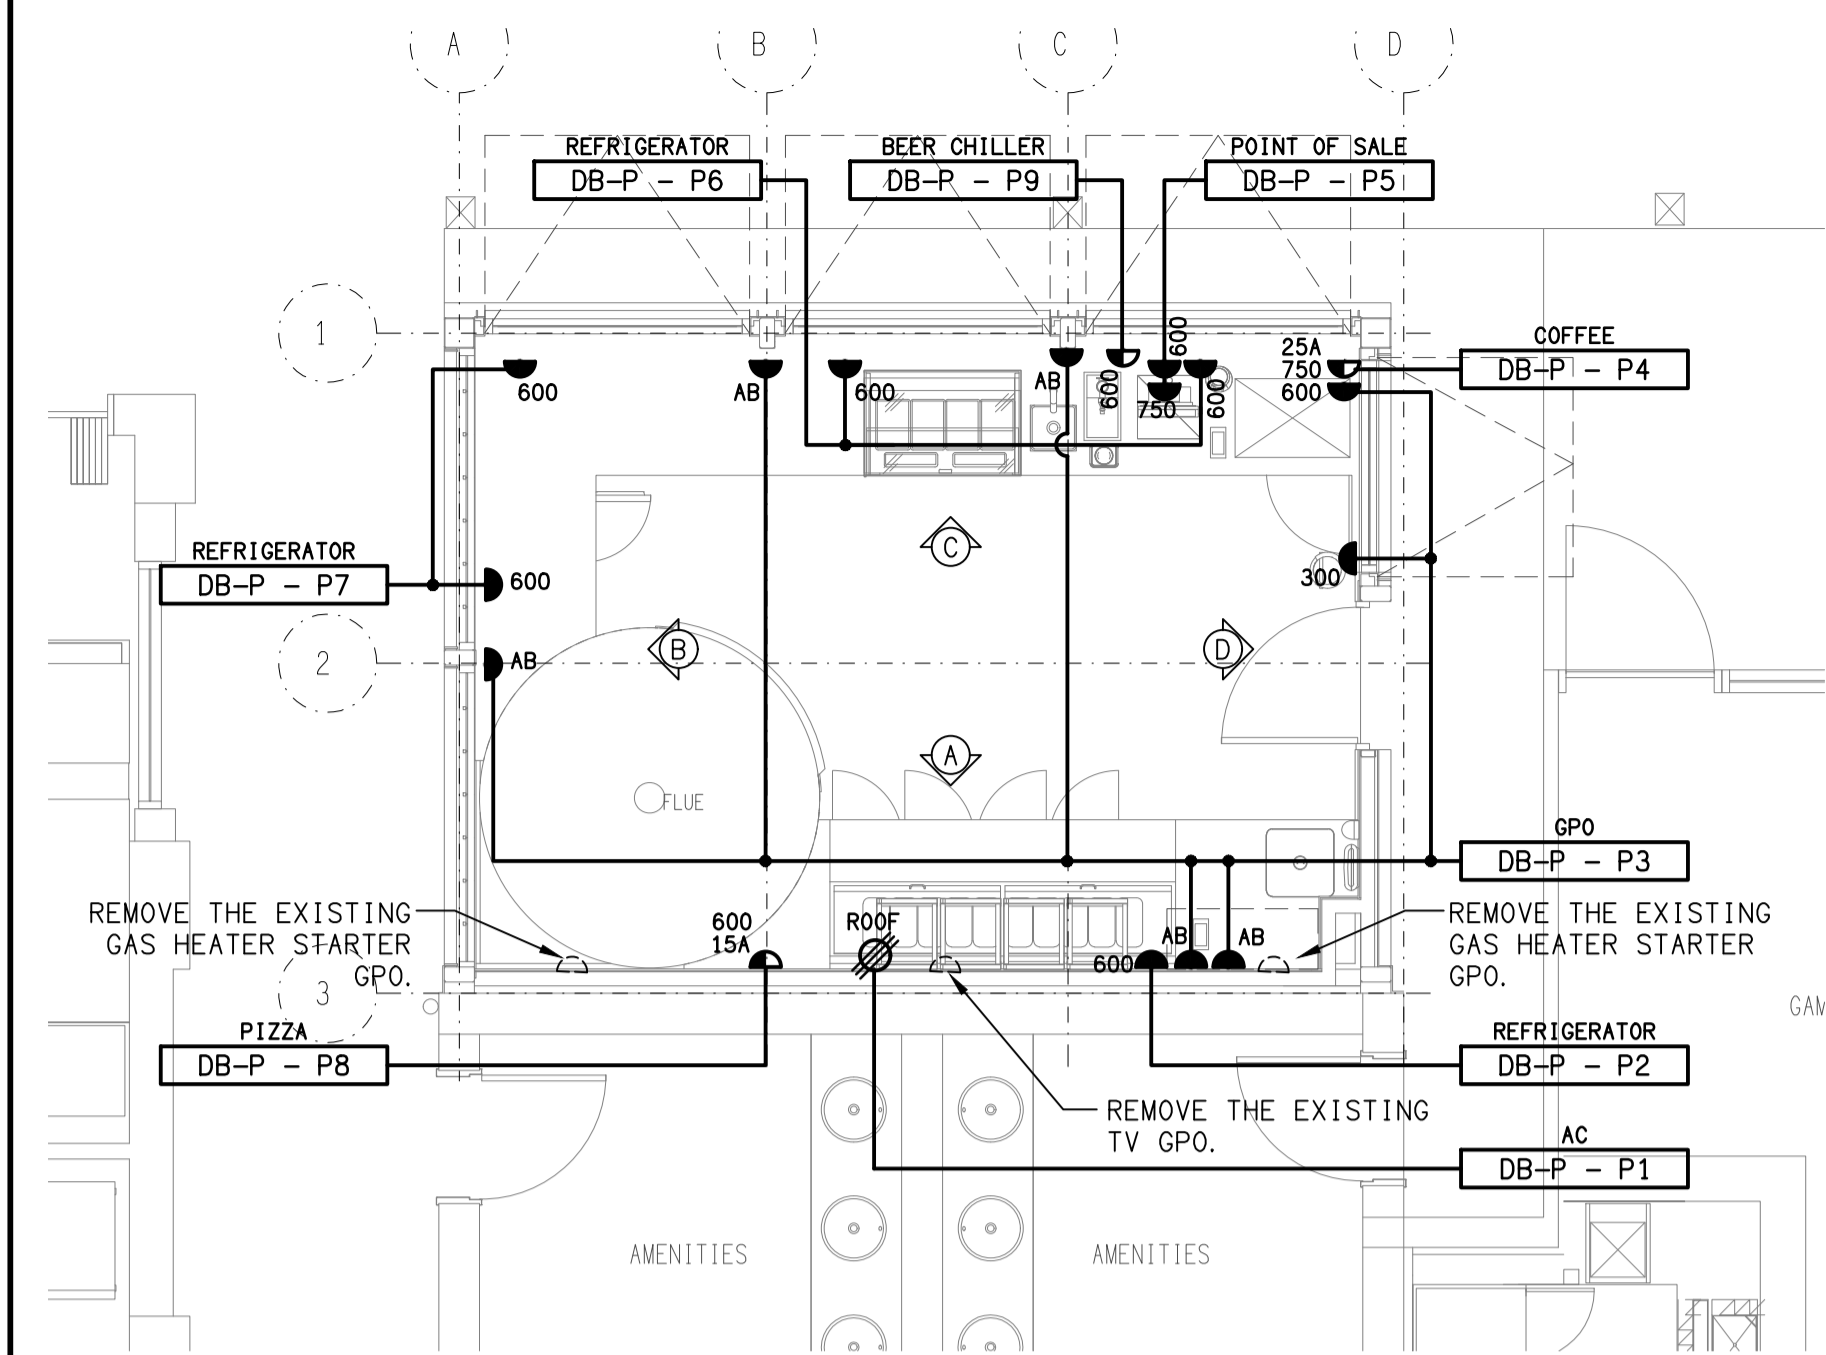 A
B
C
D
REFRIGERATOR
DB-P - P6
BEER CHILLER
DB-P - P9
POINT OF SALE
DB-P - P5
1
COFFEE
DB-P - P4
600
AB
600
AB
600
600
750
600
25A
750
600
REFRIGERATOR
DB-P - P7
600
C
300
2
AB
B
D
A
FLUE
GPO
DB-P - P3
REMOVE THE EXISTING
GAS HEATER STARTER
GPO.
600
15A
ROOF
600
AB
AB
REMOVE THE EXISTING
GAS HEATER STARTER
GPO.
3
GAM
PIZZA
DB-P - P8
REFRIGERATOR
DB-P - P2
REMOVE THE EXISTING
TV GPO.
AC
DB-P - P1
AMENITIES
AMENITIES